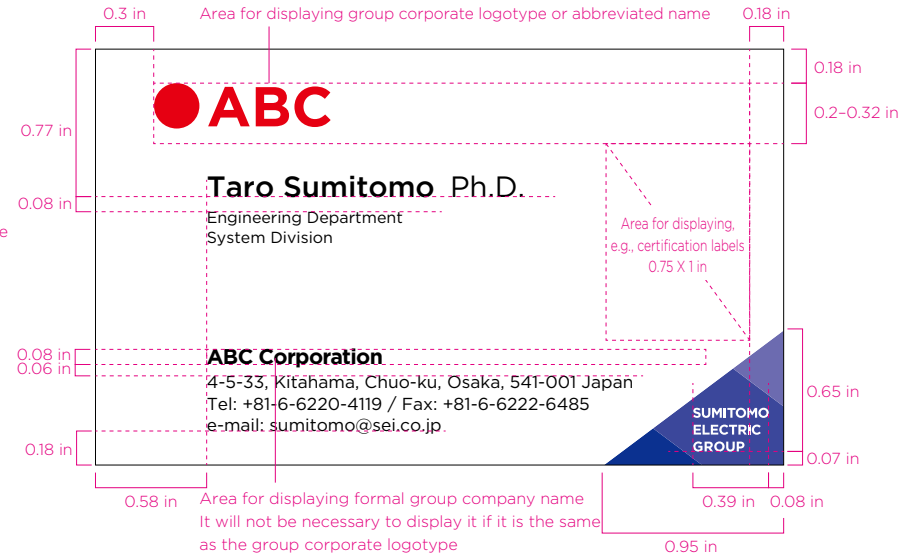 0.3 in
Area for displaying group corporate logotype or abbreviated name
0.18 in
0.18 in
ABC
0.2–0.32 in
0.77 in
Taro Sumitomo Ph.D.
0.08 in
Engineering Department
System Division
e
Area for displaying,
e.g., certification labels
0.75 X 1 in
0.08 in
ABC Corporation
0.06 in
4-5-33, Kitahama, Chuo-ku, Osaka, 541-001 Japan
Tel: +81-6-6220-4119 / Fax: +81-6-6222-6485
e-mail: sumitomo@sei.co.jp
0.65 in
SUMITOMO
ELECTRIC
GROUP
0.18 in
0.07 in
0.58 in
Area for displaying formal group company name
It will not be necessary to display it if it is the same
as the group corporate logotype
0.39 in
0.08 in
0.95 in